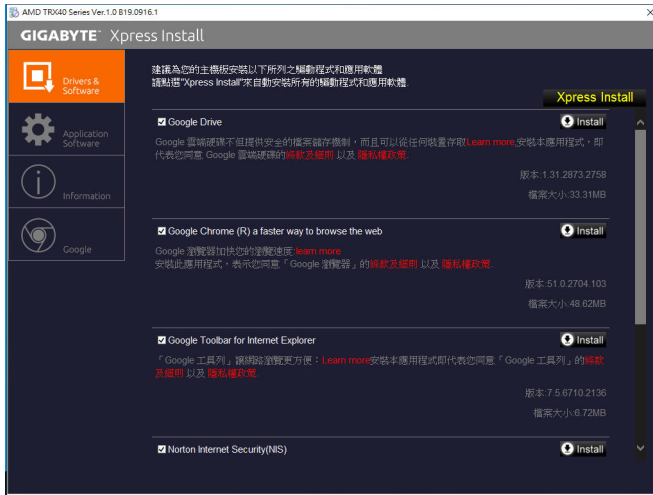 AMD TRX40 Series Ver.1.0 B19.0916.1
GIGABYTE™ Xpress Install
Drivers &
Software
Application
Software
Information
Google
建議為您的主機板安裝以下所列之驅動程式和應用軟體
請點選"Xpress Install"來自動安裝所有的驅動程式和應用軟體.
Xpress Install
Google Drive
Install
Google 雲端硬碟不但提供安全的檔案儲存機制，而且可以從任何裝置存取Learn more.安裝本應用程式，即
代表您同意 Google 雲端硬碟的條款及細則 以及 隱私權政策.
版本:1.31.2873.2758
檔案大小:33.31MB
Google Chrome (R) a faster way to browse the web
Install
Google 瀏覽器加快您的瀏覽速度:learn more
安裝此應用程式，表示您同意「Google 瀏覽器」的條款及細則 以及 隱私權政策.
版本:51.0.2704.103
檔案大小:48.62MB
Google Toolbar for Internet Explorer
Install
「Google 工具列」讓網路瀏覽更方便：Learn more安裝本應用程式即代表您同意「Google 工具列」的條款
及細則 以及 隱私權政策.
版本:7.5.6710.2136
檔案大小:6.72MB
Norton Internet Security(NIS)
Install